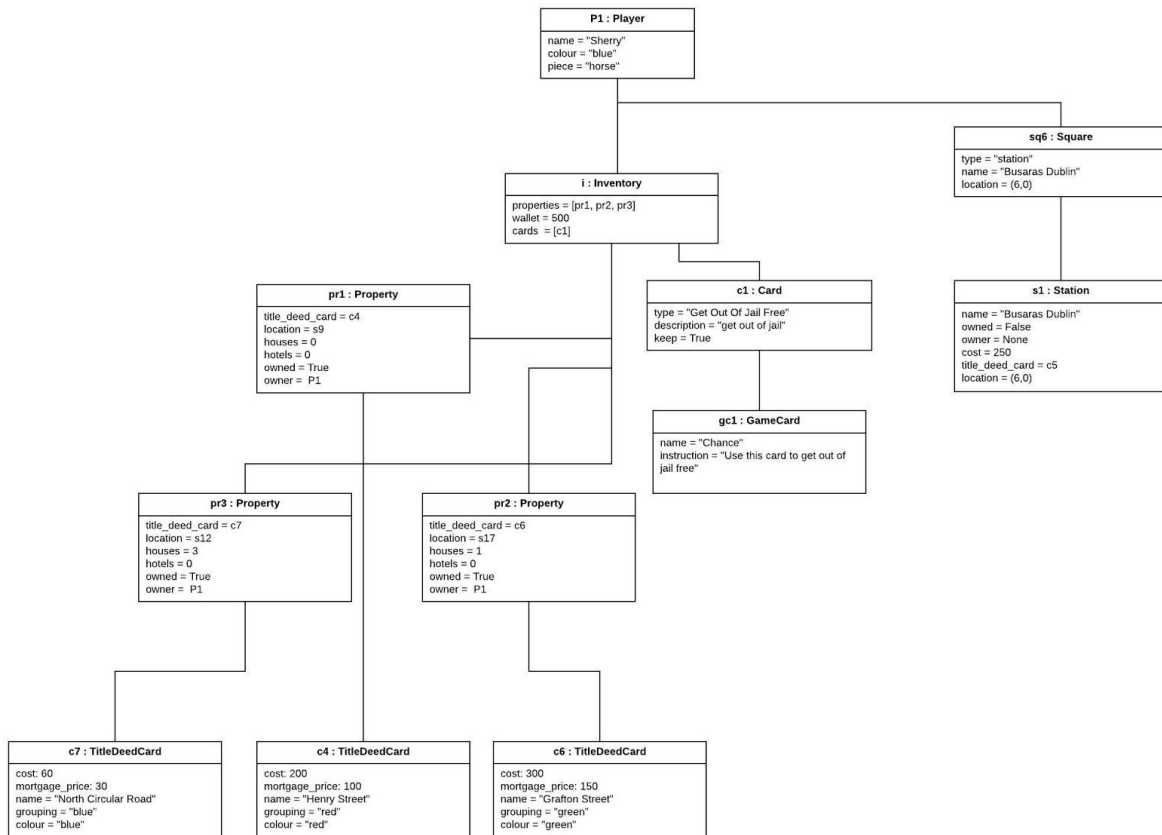 P1 : Player
name = "Sherry"
colour = "blue"
piece = "horse"
sq6 : Square
type = "station"
name = "Busaras Dublin"
location = (6,0)
i : Inventory
properties = [pr1, pr2, pr3]
wallet = 500
cards = [c1]
pr1 : Property
title_deed_card = c4
location = s9
houses = 0
hotels = 0
owned = True
owner = P1
c1 : Card
type = "Get Out Of Jail Free"
description = "get out of jail"
keep = True
s1 : Station
name = "Busaras Dublin"
owned = False
owner = None
cost = 250
title_deed_card = c5
location = (6,0)
gc1 : GameCard
name = "Chance"
instruction = "Use this card to get out of
jail free"
pr3 : Property
title_deed_card = c7
location = s12
houses = 3
hotels = 0
owned = True
owner = P1
pr2 : Property
title_deed_card = c6
location = s17
houses = 1
hotels = 0
owned = True
owner = P1
c7 : TitleDeedCard
cost: 60
mortgage_price: 30
name = "North Circular Road"
grouping = "blue"
colour = "blue"
c4 : TitleDeedCard
cost: 200
mortgage_price: 100
name = "Henry Street"
grouping = "red"
colour = "red"
c6 : TitleDeedCard
cost: 300
mortgage_price: 150
name = "Grafton Street"
grouping = "green"
colour = "green"